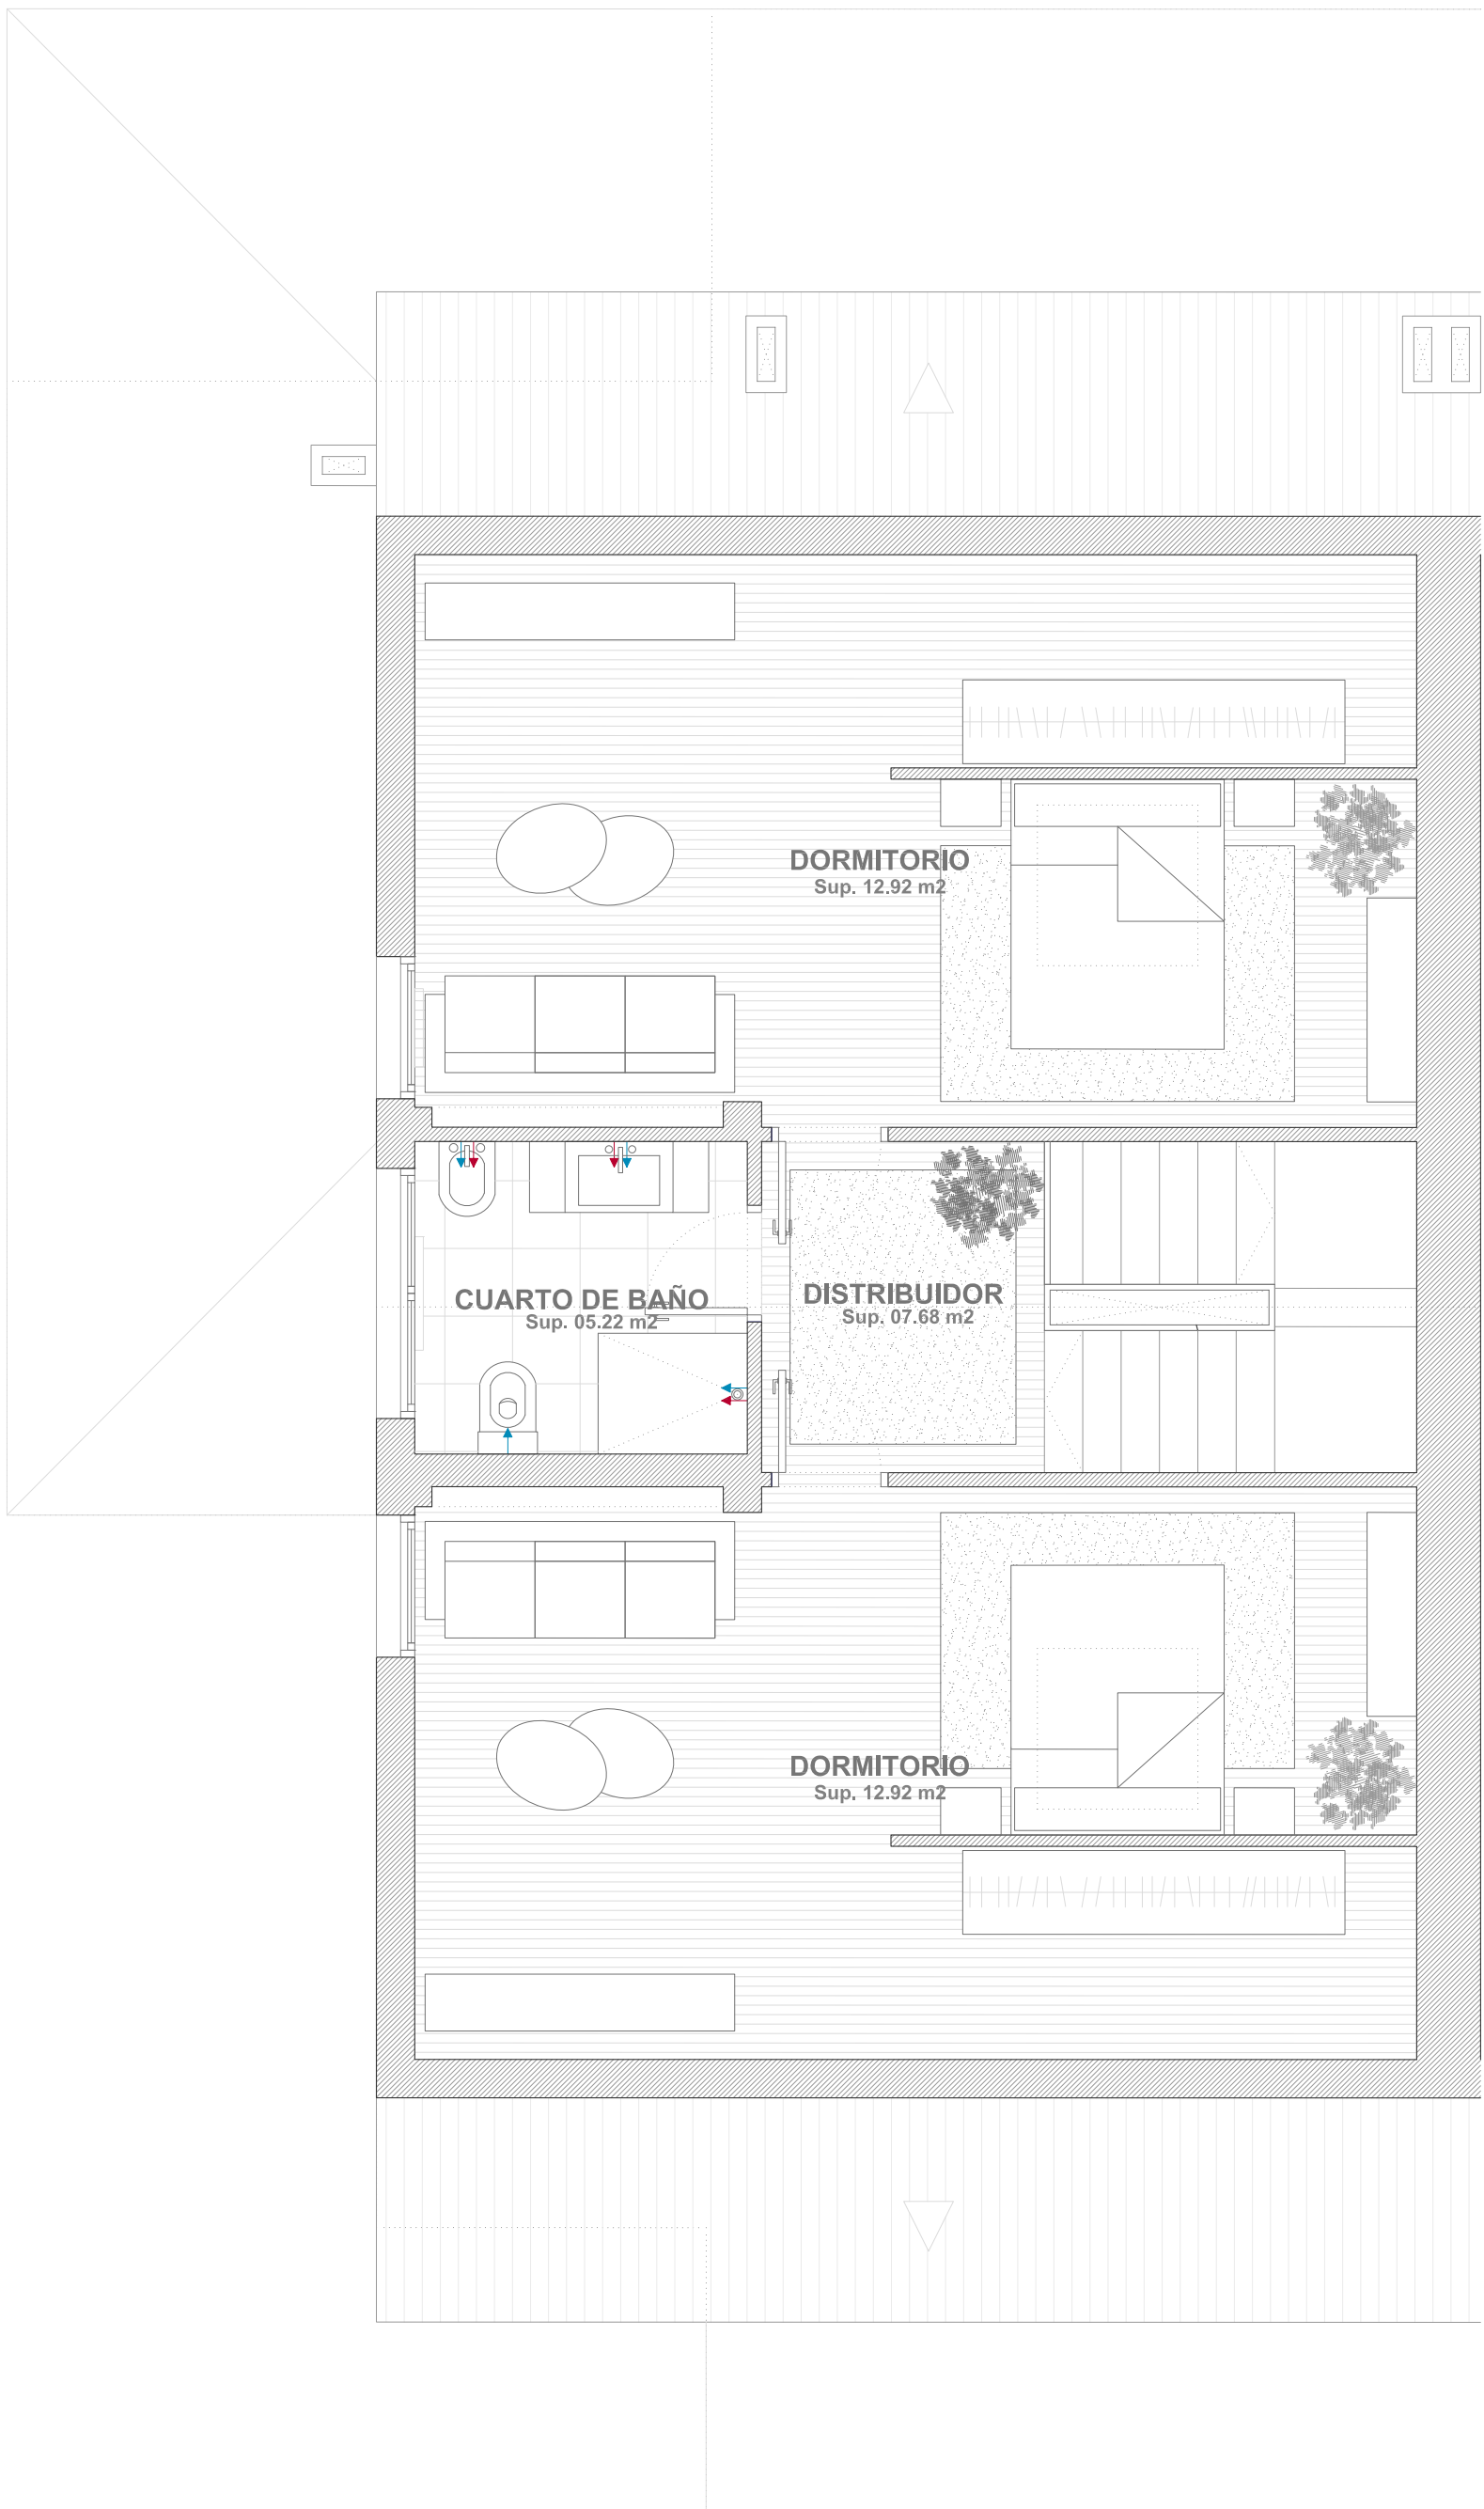 DORMITORIO
Sup. 12.92 m2
CUARTO DE BAÑO
Sup. 05.22 m2
DISTRIBUIDOR
Sup. 07.68 m2
DORMITORIO
Sup. 12.92 m2